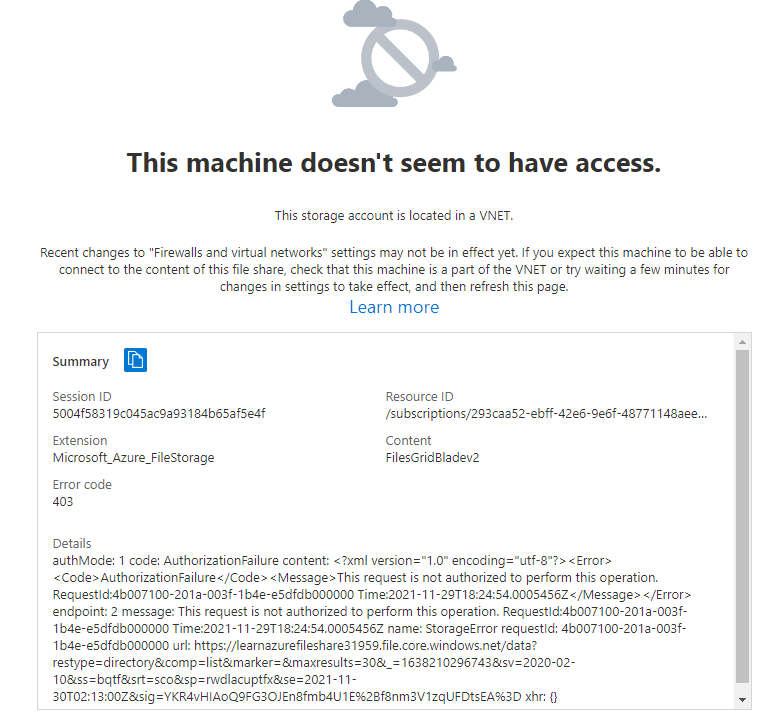 This machine doesn't seem to have access.
This storage account is located in a VNET.
Recent changes to "Firewalls and virtual networks" settings may not be in effect yet. If you expect this machine to be able to
connect to the content of this file share, check that this machine is a part of the VNET or try waiting a few minutes for
changes in settings to take effect, and then refresh this page.
Learn more
Summary
Session ID
5004f58319c045ac9a93184b65af5e4f
Resource ID
/subscriptions/293caa52-ebff-42e6-9e6f-48771148aee...
Extension
Microsoft_Azure_FileStorage
Content
FilesGridBladev2
Error code
403
Details
authMode: 1 code: AuthorizationFailure content: <?xml version="1.0" encoding="utf-8"?><Error>
<Code>AuthorizationFailure</Code><Message>This request is not authorized to perform this operation.
RequestId:4b007100-201a-003f-1b4e-e5dfdb000000 Time:2021-11-29T18:24:54.0005456Z</Message></Error>
endpoint: 2 message: This request is not authorized to perform this operation. RequestId:4b007100-201a-003f-
1b4e-e5dfdb000000 Time:2021-11-29T18:24:54.0005456Z name: StorageError requestId: 4b007100-201a-003f-
1b4e-e5dfdb000000 url: https://learnazurefileshare31959.file.core.windows.net/data?
restype=directory&comp=list&marker=&maxresults=30&_=1638210296743&sv=2020-02-
10&ss=bqtf&srt=sco&sp=rwdlacuptfx&se=2021-11-
30T02:13:00Z&sig=YKR4vHIAoQ9FG3OJEn8fmb4U1E%2Bf8nm3V1zqUFDtsEA%3D xhr: {}